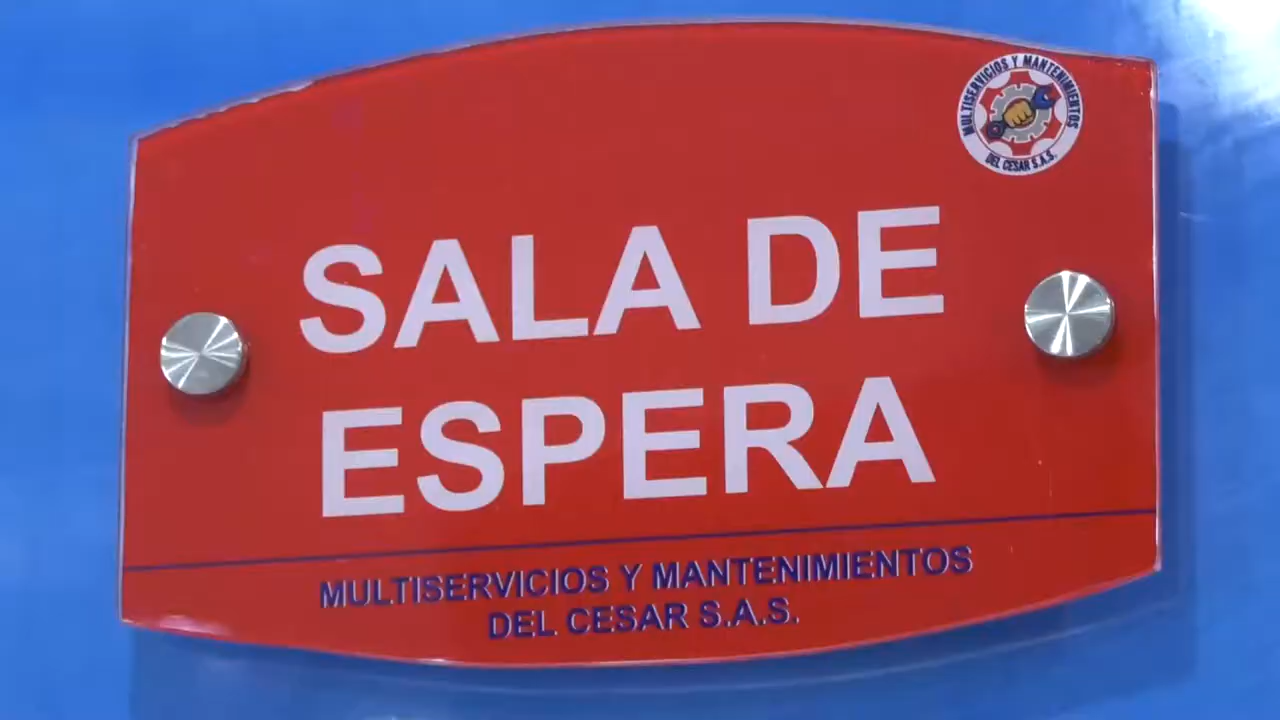 MULTISERVICIOS Y MANTENIMIENTOS
DEL CESAR S.A.S.
SALA DE
ESPERA
MULTISERVICIOS Y MANTENIMIENTOS
DEL CESAR S.A.S.